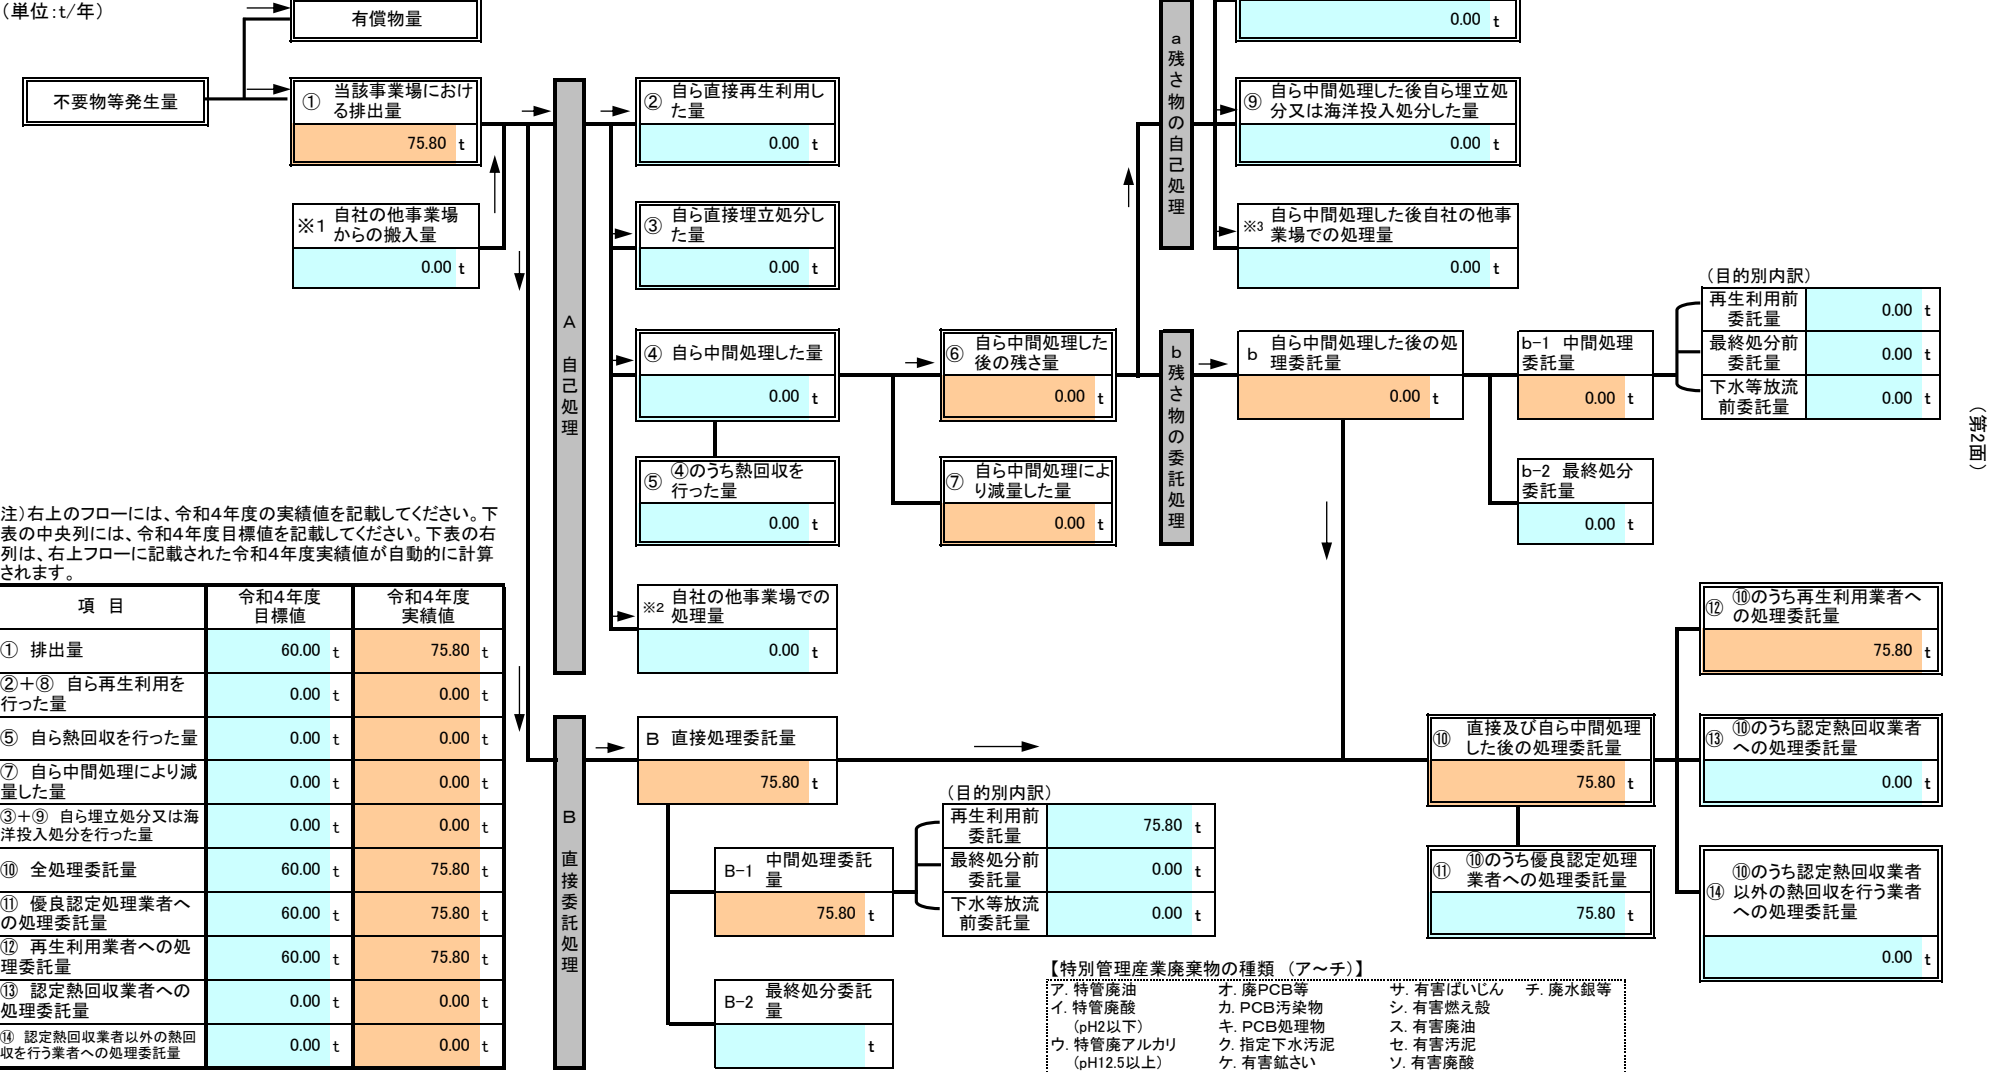 （単位:t/年）
有償物量
不要物等発生量
① 当該事業場におけ
る排出量
75.80 t
※1 自社の他事業場
からの搬入量
0.00 t
A 自己処理
② 自ら直接再生利用し
た量
0.00 t
③ 自ら直接埋立処分し
た量
0.00 t
④ 自ら中間処理した量
0.00 t
⑤ ④のうち熱回収を
行った量
0.00 t
※2 自社の他事業場での
処理量
0.00 t
⑥ 自ら中間処理した
後の残さ量
0.00 t
⑦ 自ら中間処理によ
り減量した量
0.00 t
a残さ物の自己処理
0.00 t
⑨ 自ら中間処理した後自ら埋立処
分又は海洋投入処分した量
0.00 t
※3 自ら中間処理した後自社の他事
業場での処理量
0.00 t
b残さ物の委託処理
b 自ら中間処理した後の処
理委託量
0.00 t
b-1 中間処理
委託量
0.00 t
b-2 最終処分
委託量
0.00 t
（目的別内訳）
再生利用前
委託量
0.00 t
最終処分前
委託量
0.00 t
下水等放流
前委託量
0.00 t
（第2面）
注）右上のフローには、令和4年度の実績値を記載してください。下
表の中央列には、令和4年度目標値を記載してください。下表の右
列は、右上フローに記載された令和4年度実績値が自動的に計算
されます。
項 目 令和4年度
目標値 令和4年度
実績値
① 排出量 60.00 t 75.80 t
②＋⑧ 自ら再生利用を
行った量 0.00 t 0.00 t
⑤ 自ら熱回収を行った量 0.00 t 0.00 t
⑦ 自ら中間処理により減
量した量 0.00 t 0.00 t
③＋⑨ 自ら埋立処分又は海
洋投入処分を行った量 0.00 t 0.00 t
⑩ 全処理委託量 60.00 t 75.80 t
⑪ 優良認定処理業者へ
の処理委託量 60.00 t 75.80 t
⑫ 再生利用業者への処
理委託量 60.00 t 75.80 t
⑬ 認定熱回収業者への
処理委託量 0.00 t 0.00 t
⑭ 認定熱回収業者以外の熱回
収を行う業者への処理委託量 0.00 t 0.00 t
B 直接委託処理
B 直接処理委託量
75.80 t
B-1 中間処理委託
量
75.80 t
B-2 最終処分委託
量
t
（目的別内訳）
再生利用前
委託量
75.80 t
最終処分前
委託量
0.00 t
下水等放流
前委託量
0.00 t
⑩ 直接及び自ら中間処理
した後の処理委託量
75.80 t
⑪ ⑩のうち優良認定処理
業者への処理委託量
75.80 t
⑫ ⑩のうち再生利用業者へ
の処理委託量
75.80 t
⑬ ⑩のうち認定熱回収業者
への処理委託量
0.00 t
⑭ ⑩のうち認定熱回収業者
以外の熱回収を行う業者
への処理委託量
0.00 t
【特別管理産業廃棄物の種類 （ア～チ）】
ア. 特管廃油 オ. 廃PCB等 サ. 有害ばいじん チ. 廃水銀等
イ. 特管廃酸 カ. PCB汚染物 シ. 有害燃え殻
（pH2以下） キ. PCB処理物 ス. 有害廃油
ウ. 特管廃アルカリ ク. 指定下水汚泥 セ. 有害汚泥
（pH12.5以上） ケ. 有害鉱さい ソ. 有害廃酸